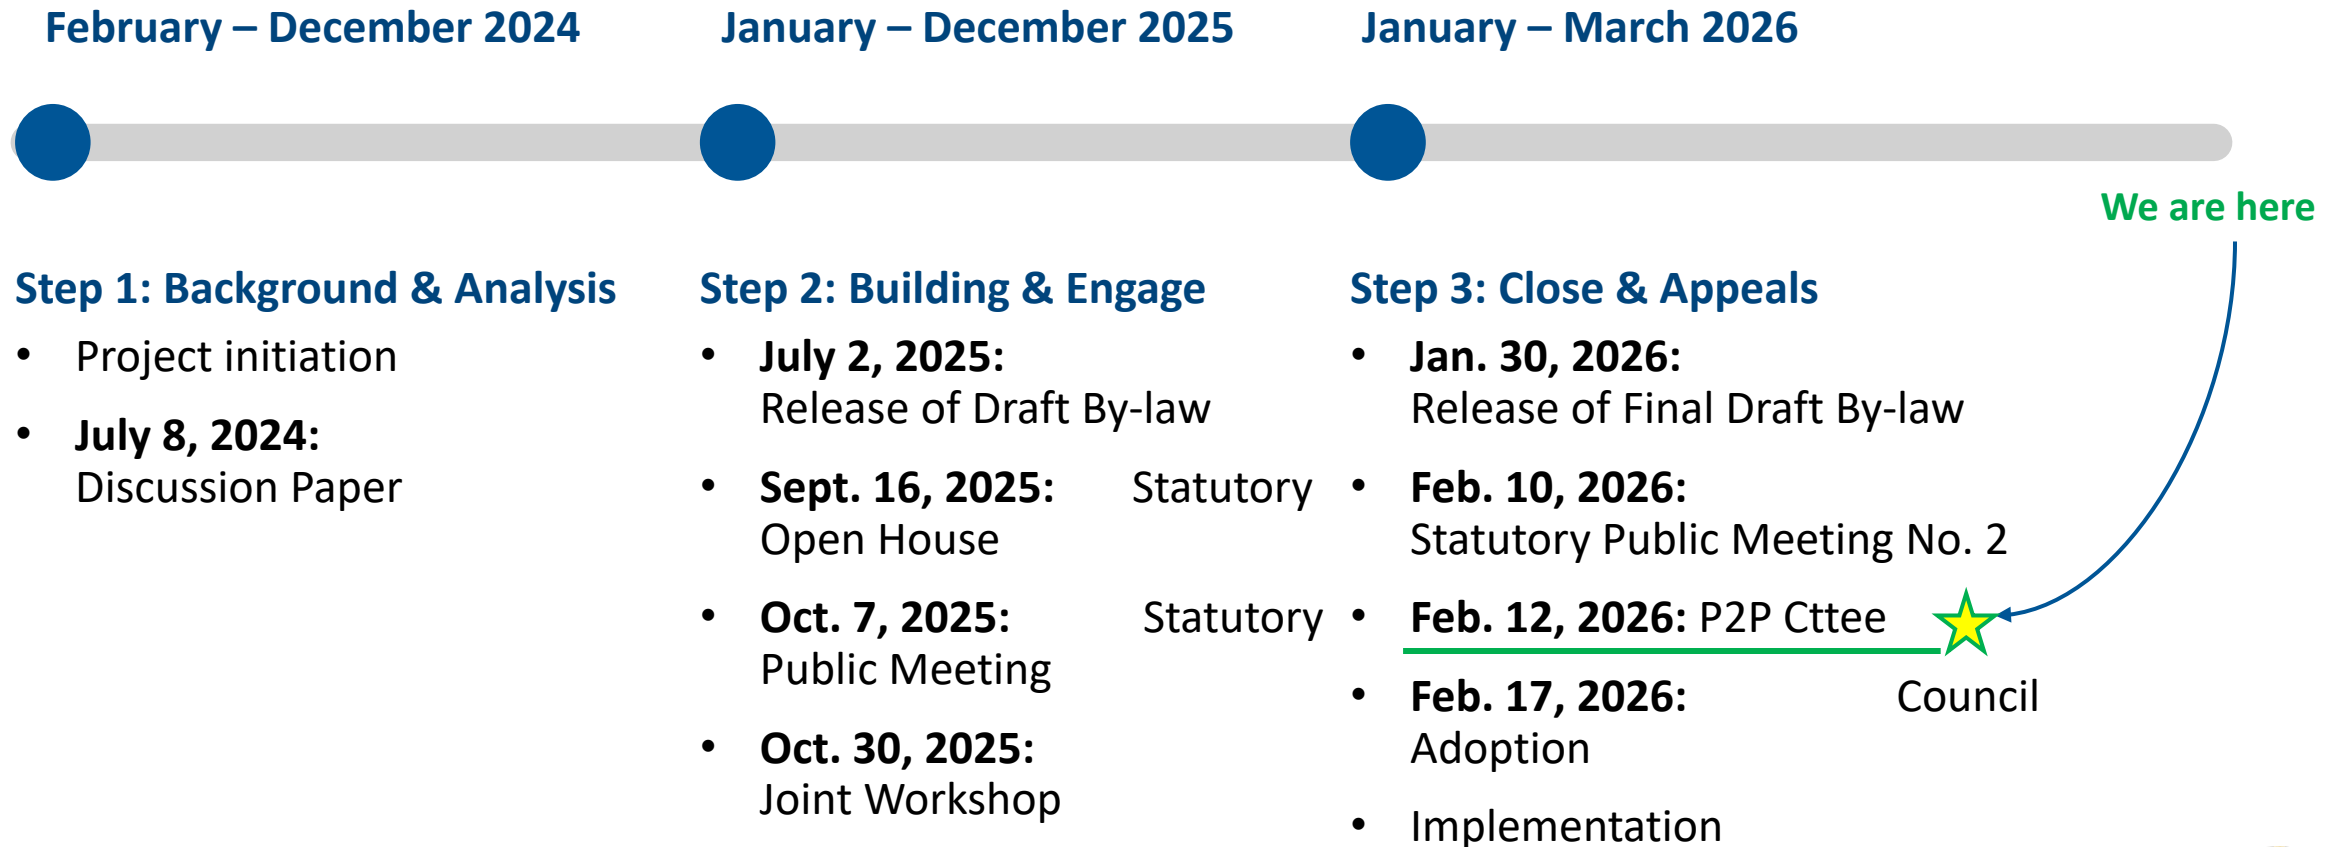 February – December 2024
January – December 2025
January – March 2026
We are here
Step 1: Background & Analysis
• Project initiation
• July 8, 2024:
Discussion Paper
Step 2: Building & Engage
• July 2, 2025:
Release of Draft By-law
• Sept. 16, 2025: Statutory
Open House
• Oct. 7, 2025: Statutory
Public Meeting
• Oct. 30, 2025:
Joint Workshop
Step 3: Close & Appeals
• Jan. 30, 2026:
Release of Final Draft By-law
• Feb. 10, 2026:
Statutory Public Meeting No. 2
• Feb. 12, 2026: P2P Cttee
• Feb. 17, 2026: Council
Adoption
• Implementation